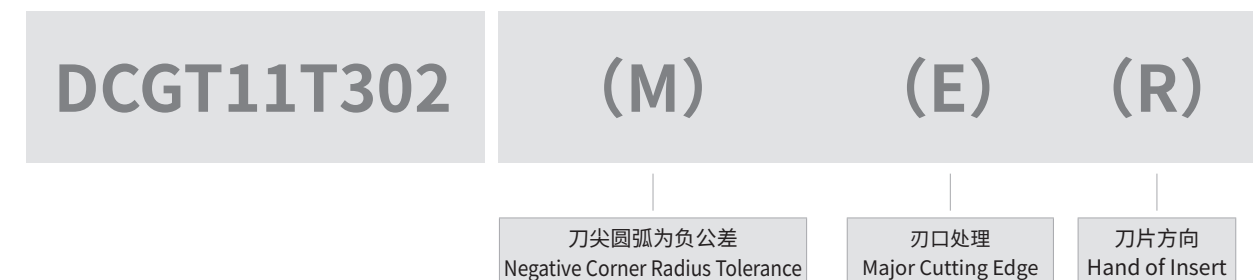 DCGT11T302 （M） （E） （R）
刀尖圆弧为负公差 刃口处理 刀片方向
Negative Corner Radius Tolerance Major Cutting Edge Hand of Insert